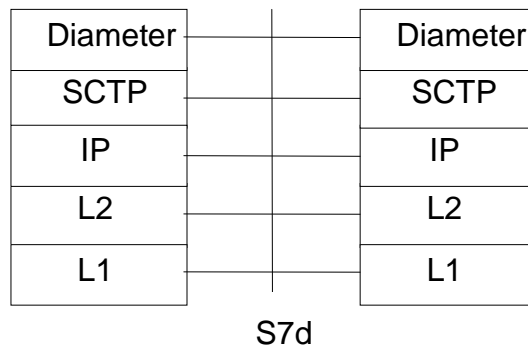 Diameter Diameter
SCTP SCTP
IP IP
L2 L2
L1 L1
S7d